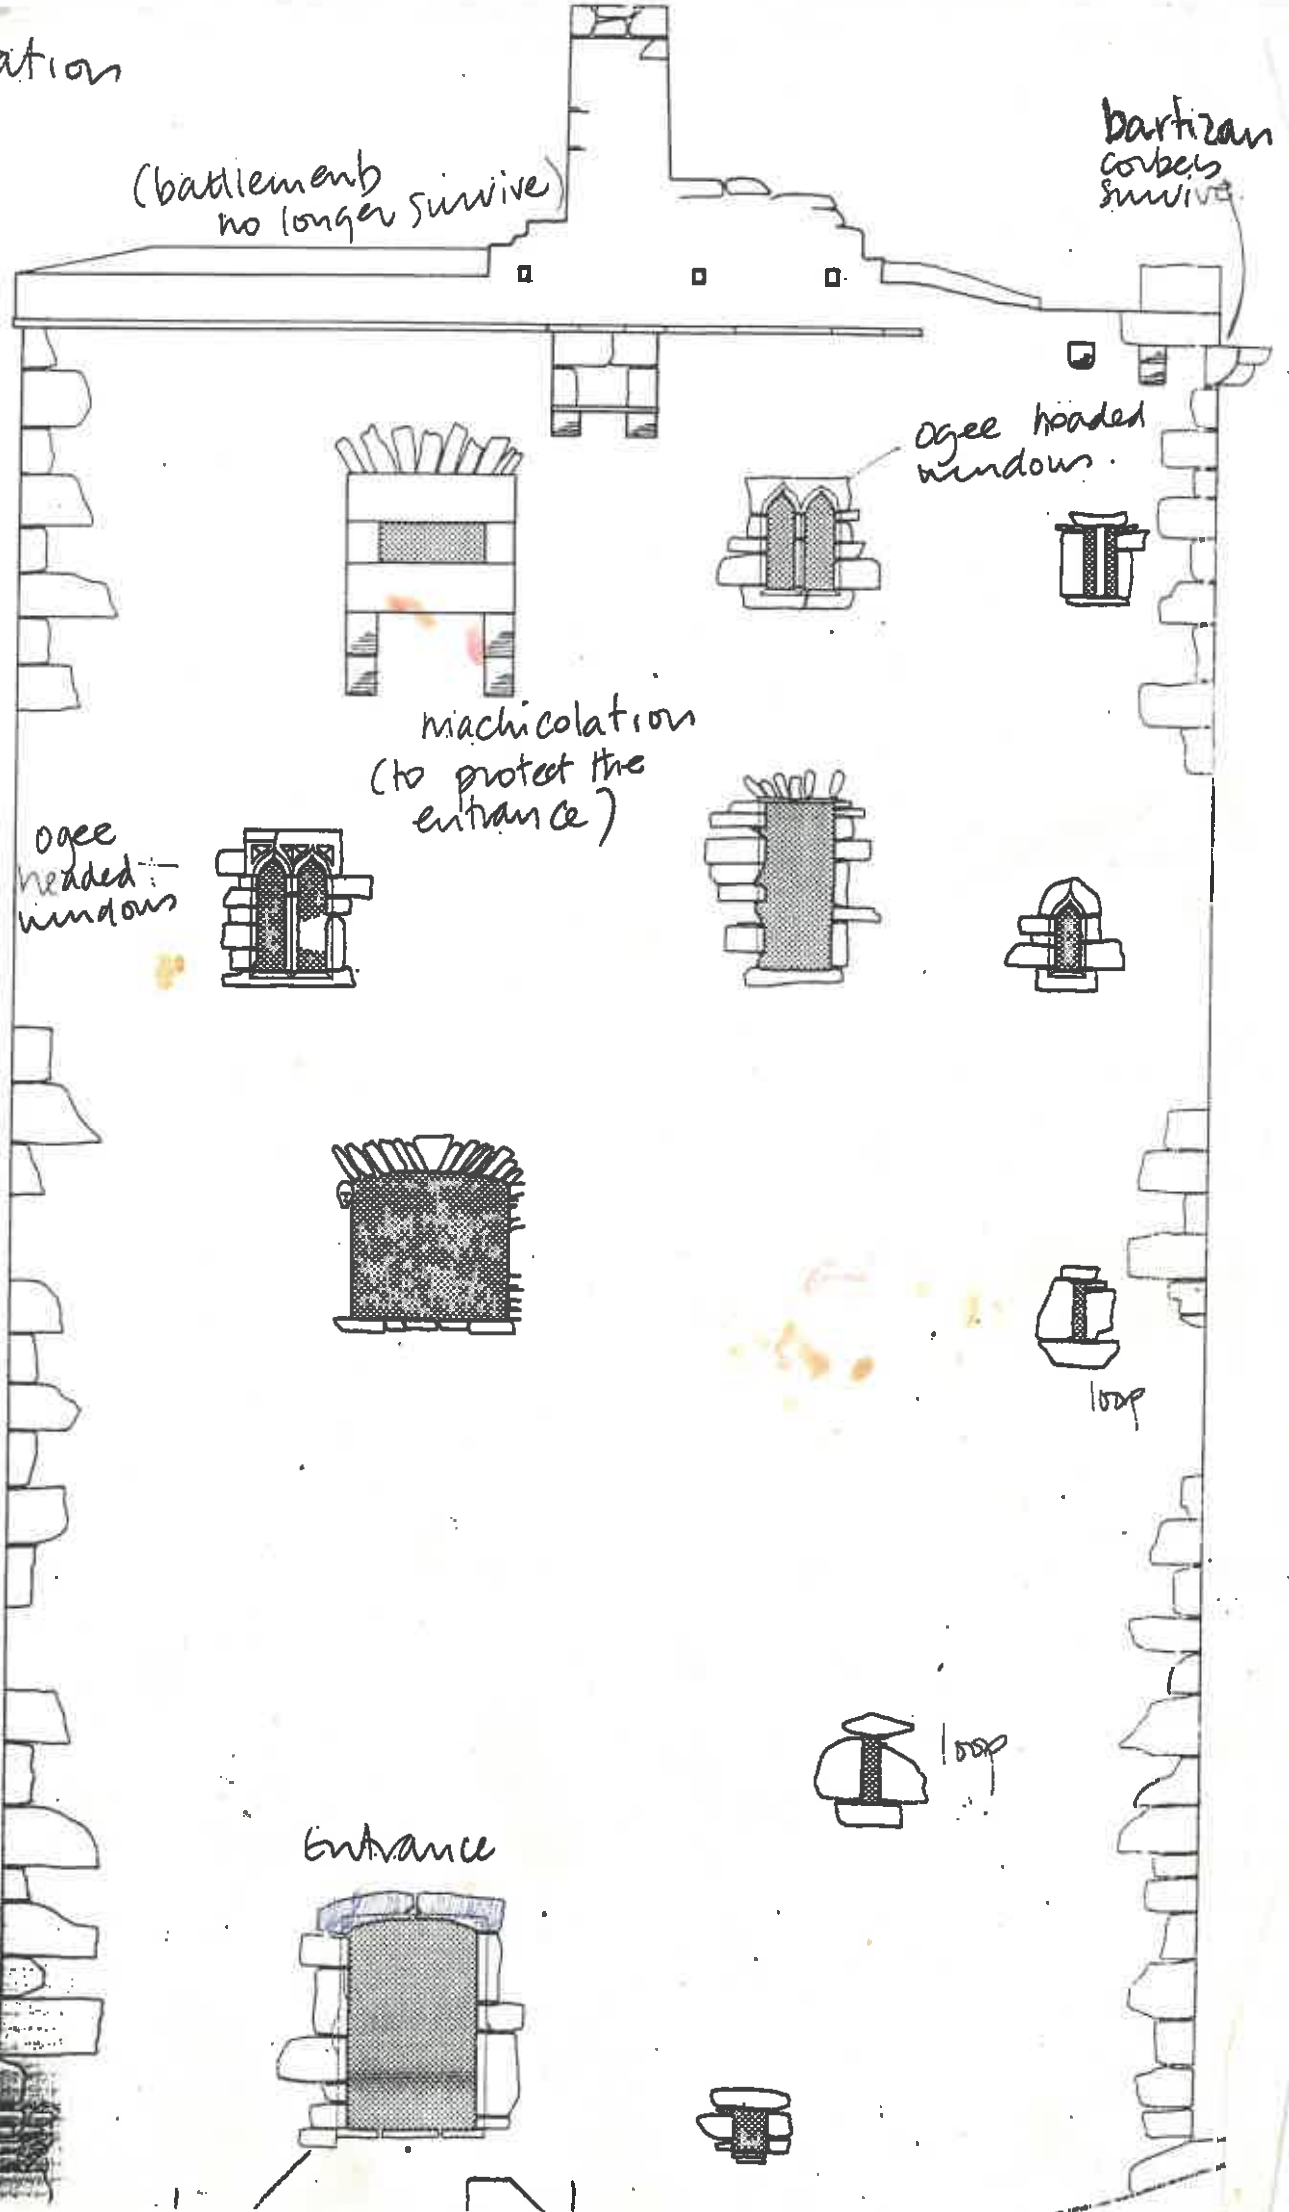 (battlements
no longer survive)
bartizan
corbels
survive
ogee headed
windows.
machicolation
(to protect the
entrance)
ogee
headed
windows
loop
loop
Entrance